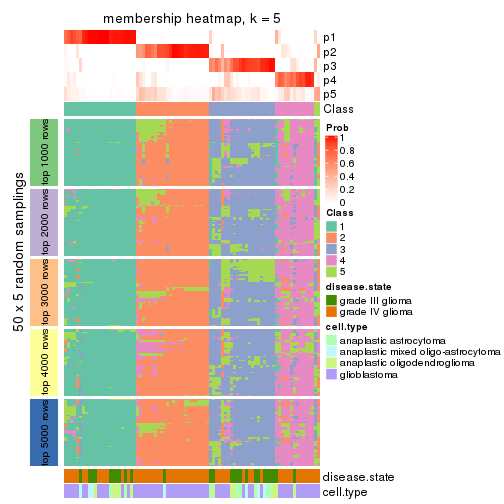 membership heatmap, k = 5
p1
p2
p3
p4
p5
Class
50 x 5 random samplings
top 1000 rows
top 2000 rows
top 3000 rows
top 4000 rows
top 5000 rows
Prob
1
0.8
0.6
0.4
0.2
0
Class
1
2
3
4
5
disease.state
grade III glioma
grade IV glioma
cell.type
anaplastic astrocytoma
anaplastic mixed oligo-astrocytoma
anaplastic oligodendroglioma
glioblastoma
disease.state
cell.type